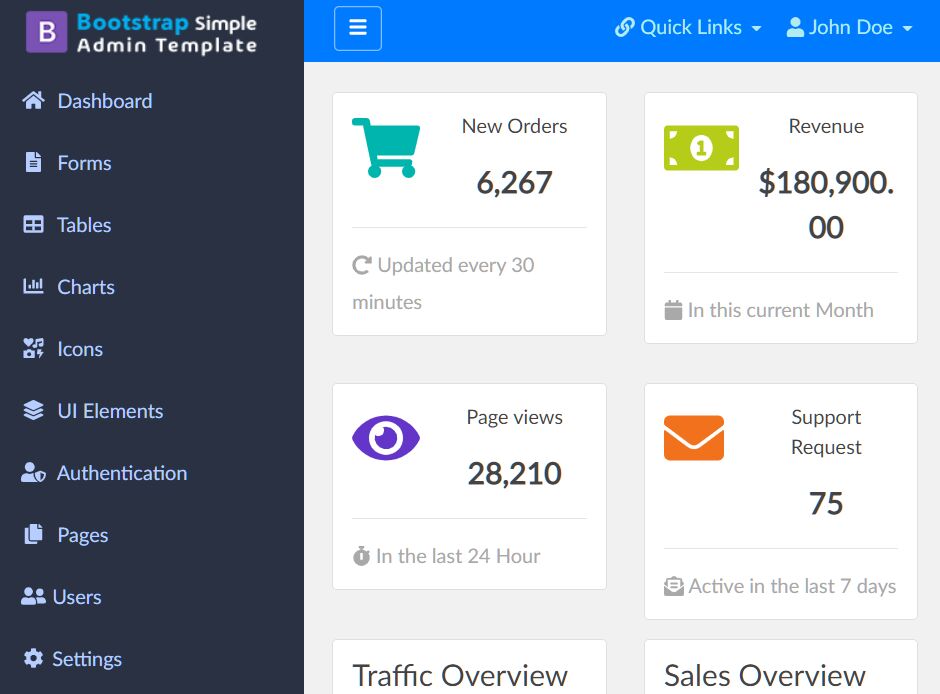 B
Bootstrap Simple
Admin Template
Dashboard
Forms
Tables
Charts
Icons
UI Elements
Authentication
Pages
Users
Settings
Quick Links
John Doe
New Orders
6,267
Updated every 30
minutes
Revenue
1
$180,900.
00
In this current Month
Page views
28,210
In the last 24 Hour
Support
Request
75
Active in the last 7 days
Traffic Overview
Sales Overview